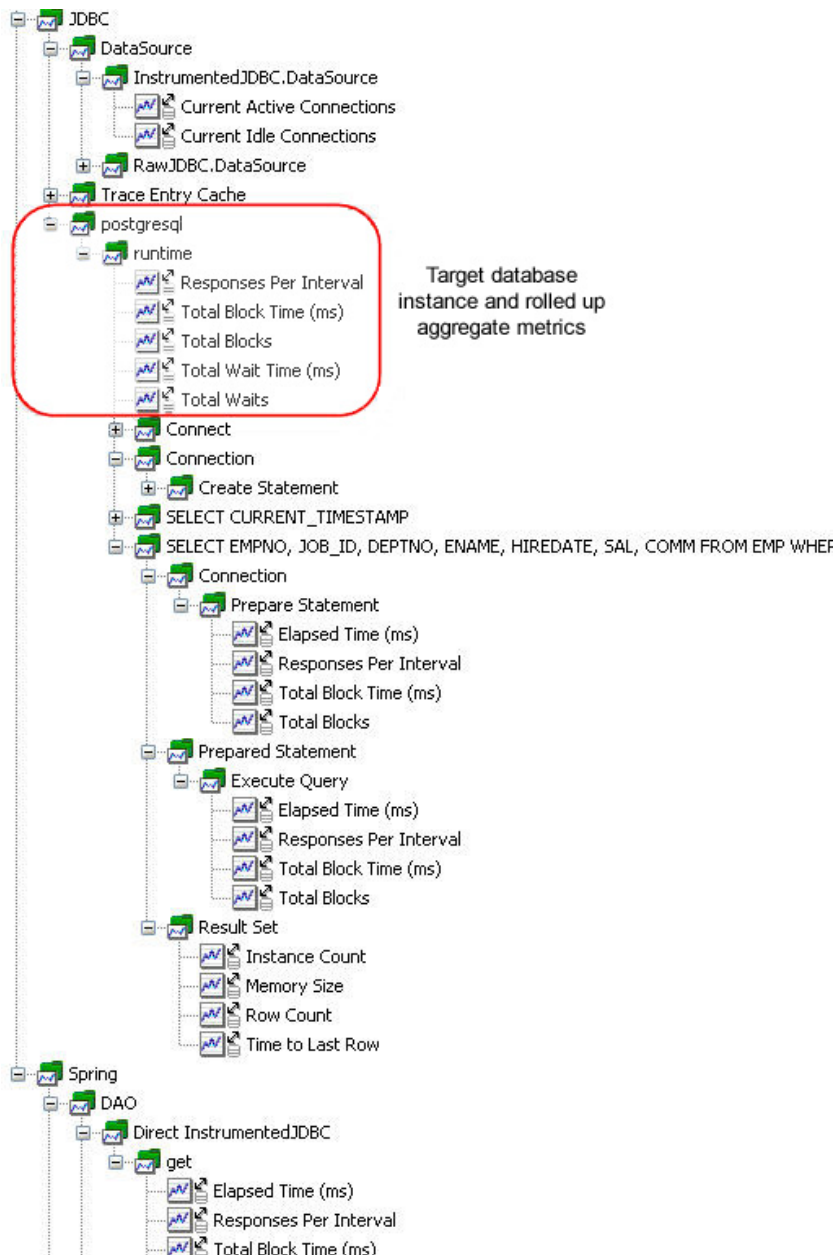 JDBC
DataSource
InstrumentedJDBC.DataSource
Current Active Connections
Current Idle Connections
RawJDBC.DataSource
Trace Entry Cache
postgresql
runtime
Responses Per Interval
Total Block Time (ms)
Total Blocks
Total Wait Time (ms)
Total Waits
Target database
instance and rolled up
aggregate metrics
Connect
Connection
Create Statement
SELECT CURRENT_TIMESTAMP
SELECT EMPNO, JOB_ID, DEPTNO, ENAME, HIREDATE, SAL, COMM FROM EMP WHER
Connection
Prepare Statement
Elapsed Time (ms)
Responses Per Interval
Total Block Time (ms)
Total Blocks
Prepared Statement
Execute Query
Elapsed Time (ms)
Responses Per Interval
Total Block Time (ms)
Total Blocks
Result Set
Instance Count
Memory Size
Row Count
Time to Last Row
Spring
DAO
Direct InstrumentedJDBC
get
Elapsed Time (ms)
Responses Per Interval
Total Block Time (ms)